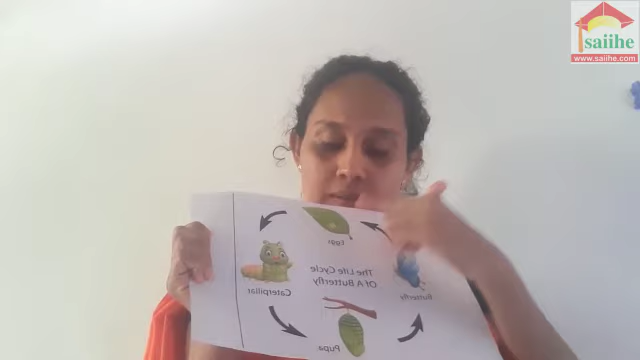 saiihe
www.saiihe.com
Eggs
The Life Cycle
Of A Butterfly
Caterpillar
Butterfly
Pupa